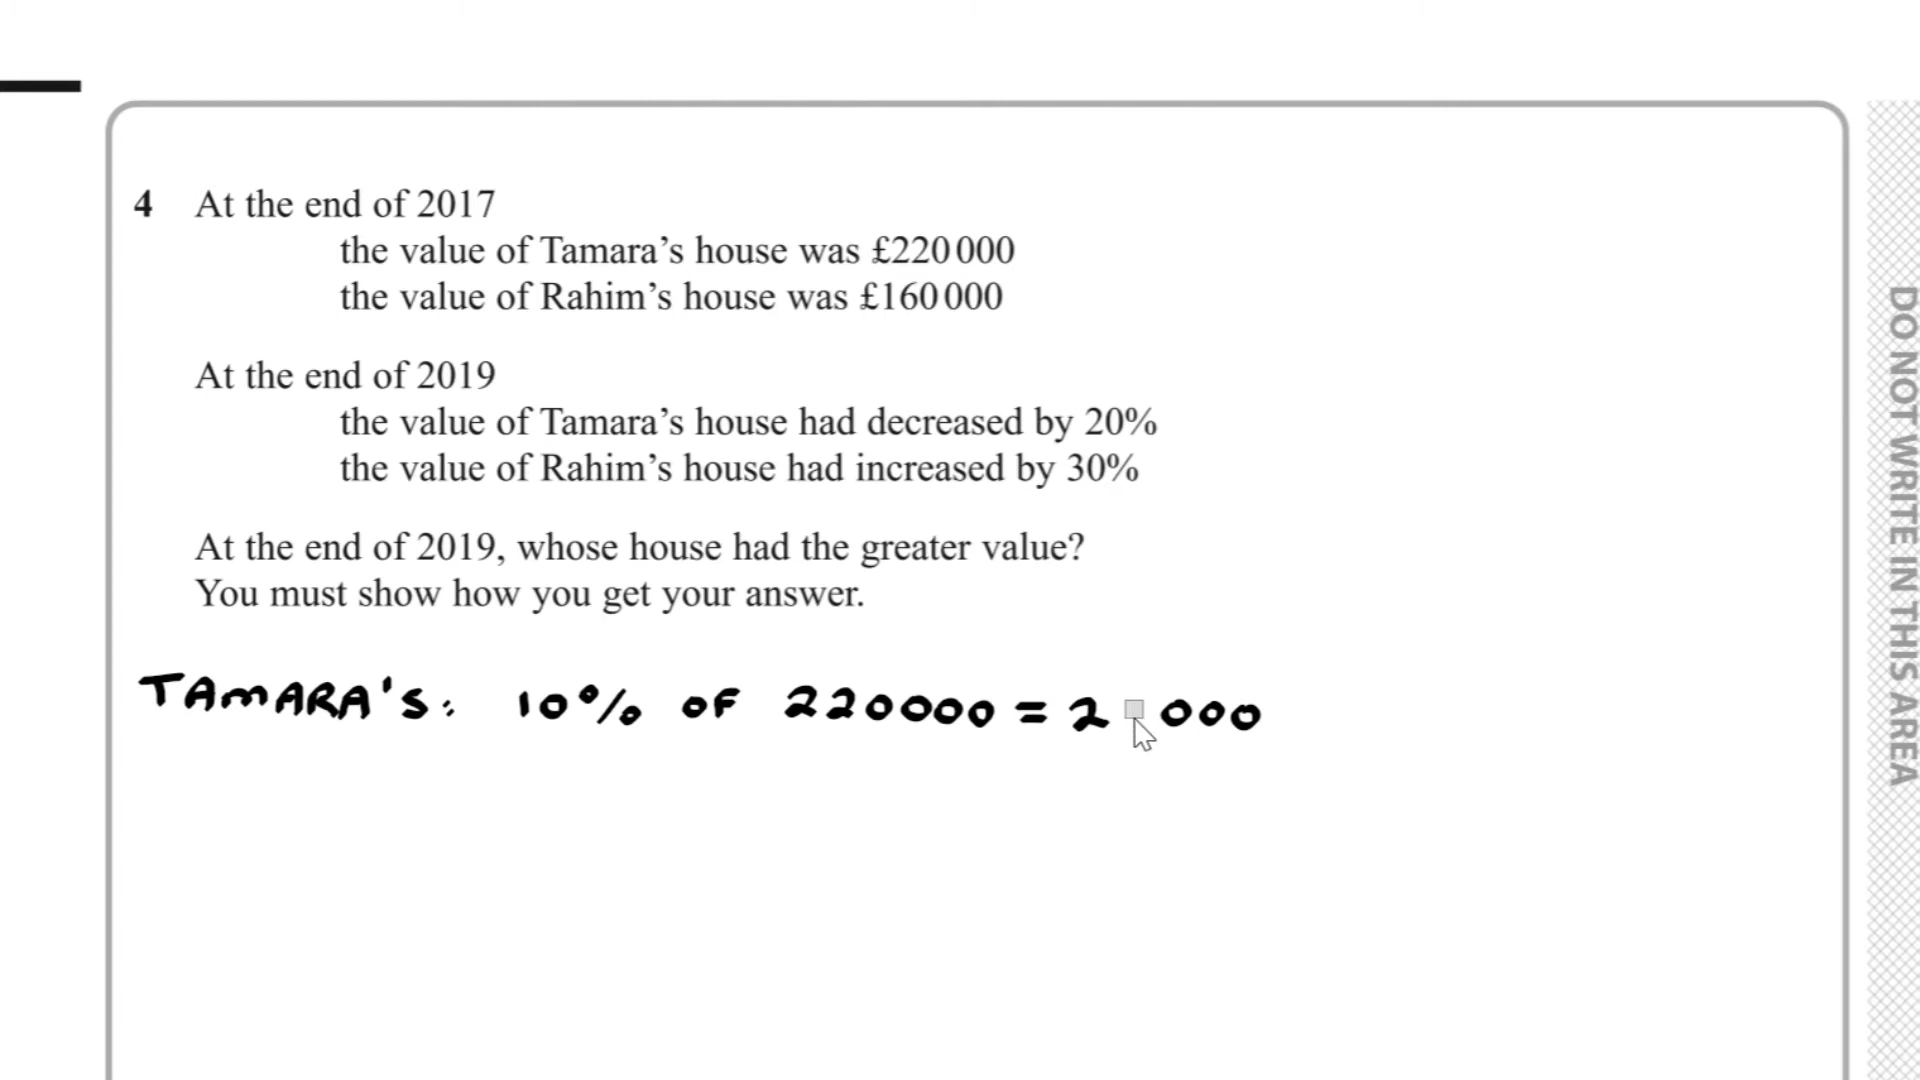 4 At the end of 2017
the value of Tamara’s house was £220 000
the value of Rahim’s house was £160 000
At the end of 2019
the value of Tamara’s house had decreased by 20%
the value of Rahim’s house had increased by 30%
At the end of 2019, whose house had the greater value?
You must show how you get your answer.
TAMARA'S: 10% OF 220000 = 2 000
DO NOT WRITE IN THIS AREA